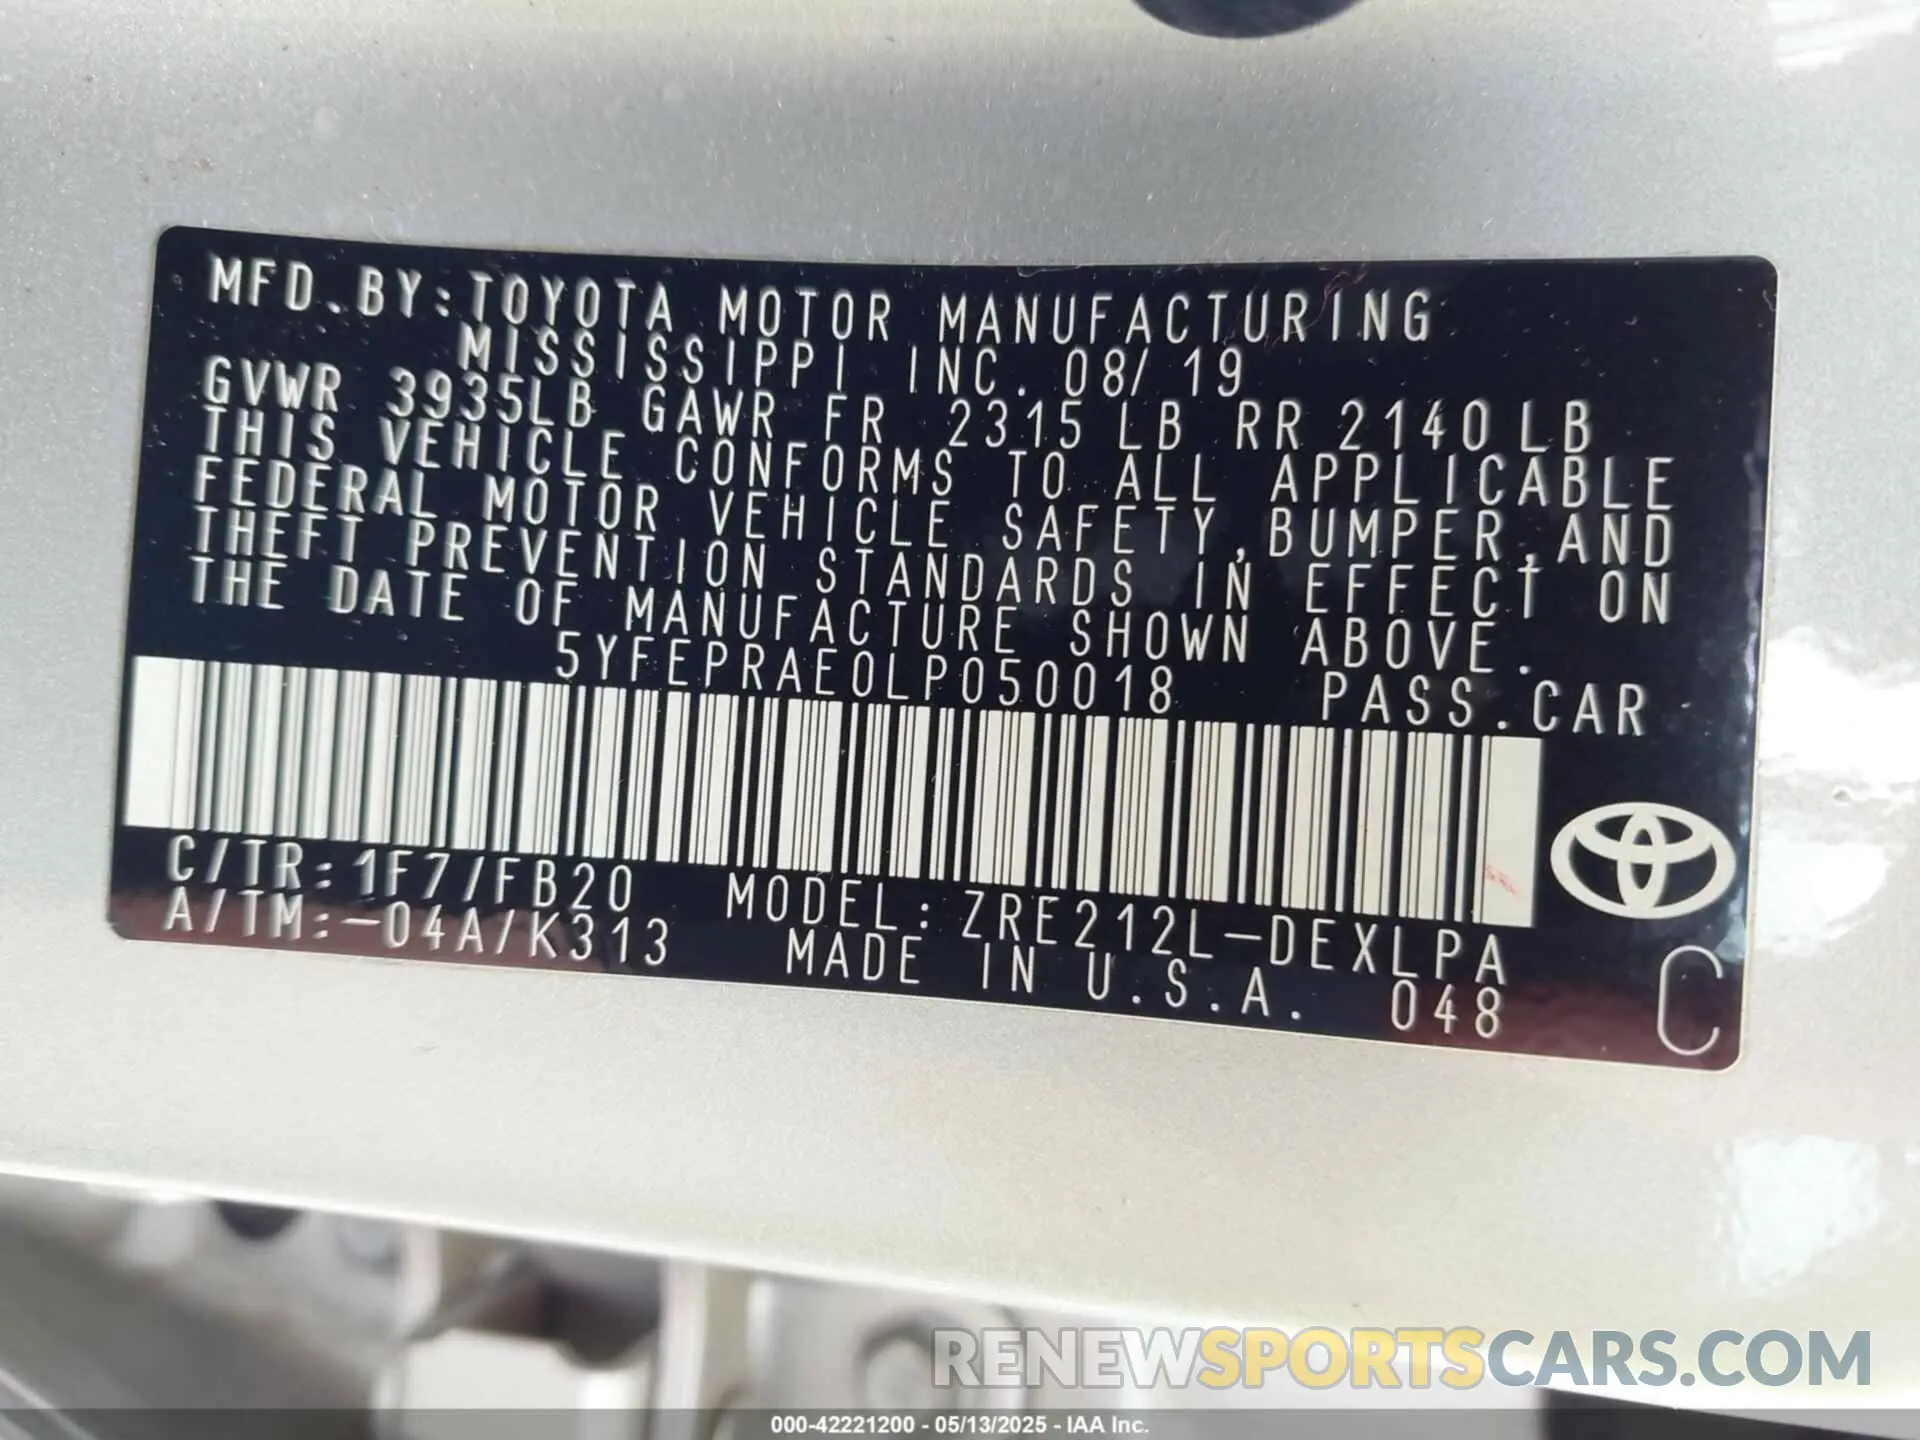 MFD.BY:TOYOTA MOTOR MANUFACTURING
MISSISSIPPI INC. 08/19
GVWR 3935LB GAWR FR 2315LB RR 2140LB
THIS VEHICLE CONFORMS TO ALL APPLICABLE
FEDERAL MOTOR VEHICLE SAFETY,BUMPER,AND
THEFT PREVENTION STANDARDS IN EFFECT ON
THE DATE OF MANUFACTURE SHOWN ABOVE.
5YFEPRAE0LP050018 PASS.CAR
C/TR:1F7/FB20 MODEL:ZRE212L-DEXLPA
A/TM:-04A/K313 MADE IN U.S.A. 048
C
RENEWSPORTSCARS.COM
000-42221200 - 05/13/2025 - IAA Inc.